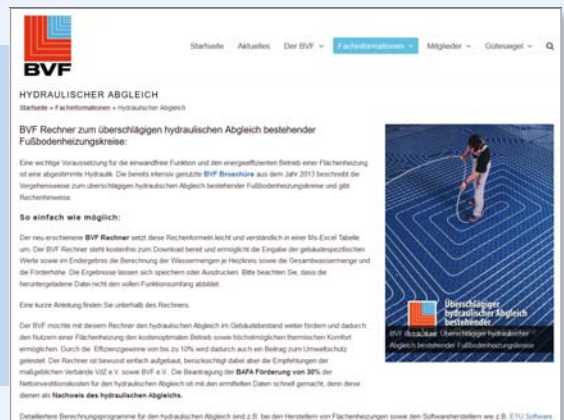 BVF
Startseite Aktuelles Der BVF Fachinformationen Mitglieder Gütesiegel
HYDRAULISCHER ABGLEICH
Startseite » Fachinformationen » Hydraulischer Abgleich
BVF Rechner zum überschlägigen hydraulischen Abgleich bestehender
Fußbodenheizungskreise:
Eine wichtige Voraussetzung für die einwandfreie Funktion und den energieeffizienten Betrieb einer Flächenheizung
ist eine abgestimmte Hydraulik. Die bereits intensiv genutzte BVF Broschüre aus dem Jahr 2013 beschreibt die
Vorgehensweise zum überschlägigen hydraulischen Abgleich bestehender Fußbodenheizungskreise und gibt
Rechenhinweise.
So einfach wie möglich:
Der neu erschienene BVF Rechner setzt diese Rechenformeln leicht und verständlich in einer Ms-Excel Tabelle
um. Der BVF Rechner steht kostenfrei zum Download bereit und ermöglicht die Eingabe der gebäudespezifischen
Werte sowie im Endergebnis die Berechnung der Wassermengen je Heizkreis sowie die Gesamtwassermenge und
die Förderhöhe. Die Ergebnisse lassen sich speichern oder Ausdrucken. Bitte beachten Sie, dass die
heruntergeladene Datei nicht den vollen Funktionsumfang abbildet.
Eine kurze Anleitung finden Sie unterhalb des Rechners.
Der BVF möchte mit diesem Rechner den hydraulischen Abgleich im Gebäudebestand weiter fördern und dadurch
den Nutzern einer Flächenheizung den kostenoptimalen Betrieb sowie höchstmöglichen thermischen Komfort
ermöglichen. Durch die Effizienzgewinne von bis zu 10% wird dadurch auch ein Beitrag zum Umweltschutz
geleistet. Der Rechner ist bewusst einfach aufgebaut, berücksichtigt dabei aber die Empfehlungen der
maßgeblichen Verbände VdZ e.V. sowie BVF e.V. Die Beantragung der BAFA Förderung von 30% der
Nettoinvestitionskosten für den hydraulischen Abgleich ist mit den ermittelten Daten schnell gemacht, denn diese
dienen als Nachweis des hydraulischen Abgleichs.
Überschlägiger
hydraulischer Abgleich
bestehender
BVF Broschüre: Überschlägiger hydraulischer
Abgleich bestehender Fußbodenheizungskreise
Detailliertere Berechnungsprogramme für den hydraulischen Abgleich sind z.B. bei den Herstellern von Flächenheizungen sowie den Softwareherstellern wie z.B. ETU Software